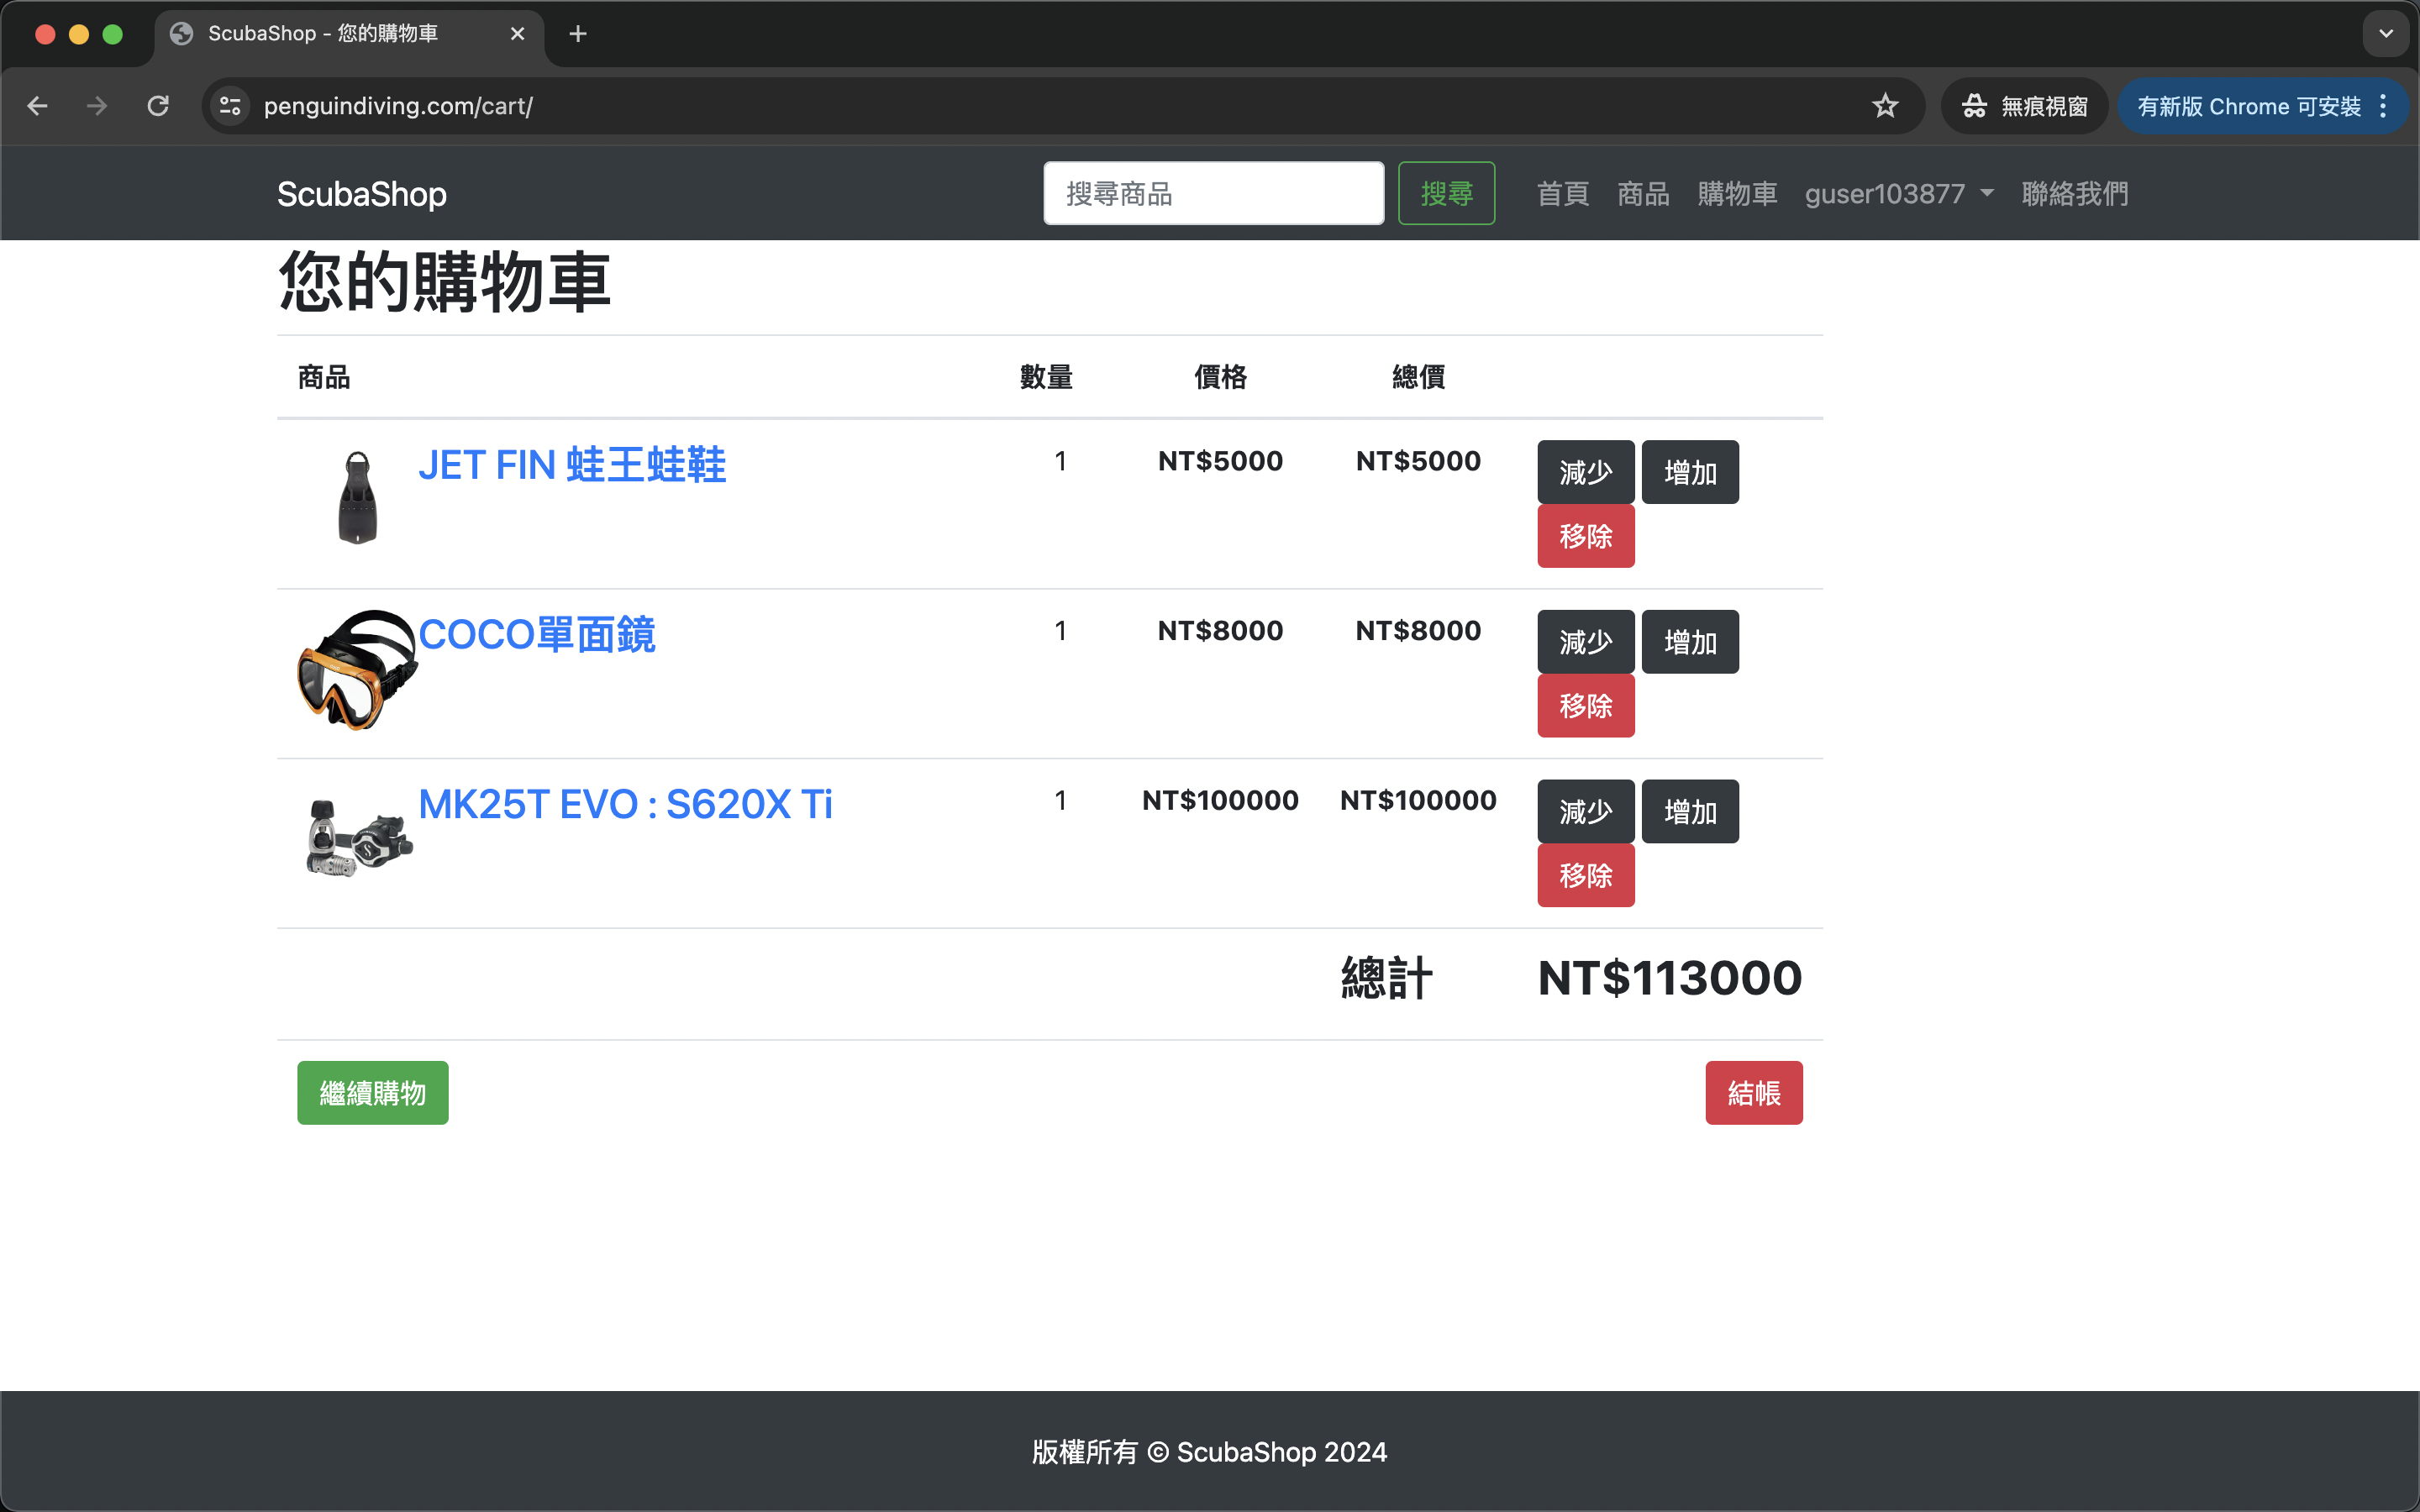 ScubaShop - 您的購物車
penguindiving.com/cart/
無痕視窗
有新版 Chrome 可安裝
ScubaShop
搜尋商品
搜尋
首頁
商品
購物車
guser103877
聯絡我們
您的購物車
商品 數量 價格 總價
JET FIN 蛙王蛙鞋 1 NT$5000 NT$5000 減少 增加
移除
COCO單面鏡 1 NT$8000 NT$8000 減少 增加
移除
MK25T EVO : S620X Ti 1 NT$100000 NT$100000 減少 增加
移除
總計 NT$113000
繼續購物 結帳
版權所有 © ScubaShop 2024